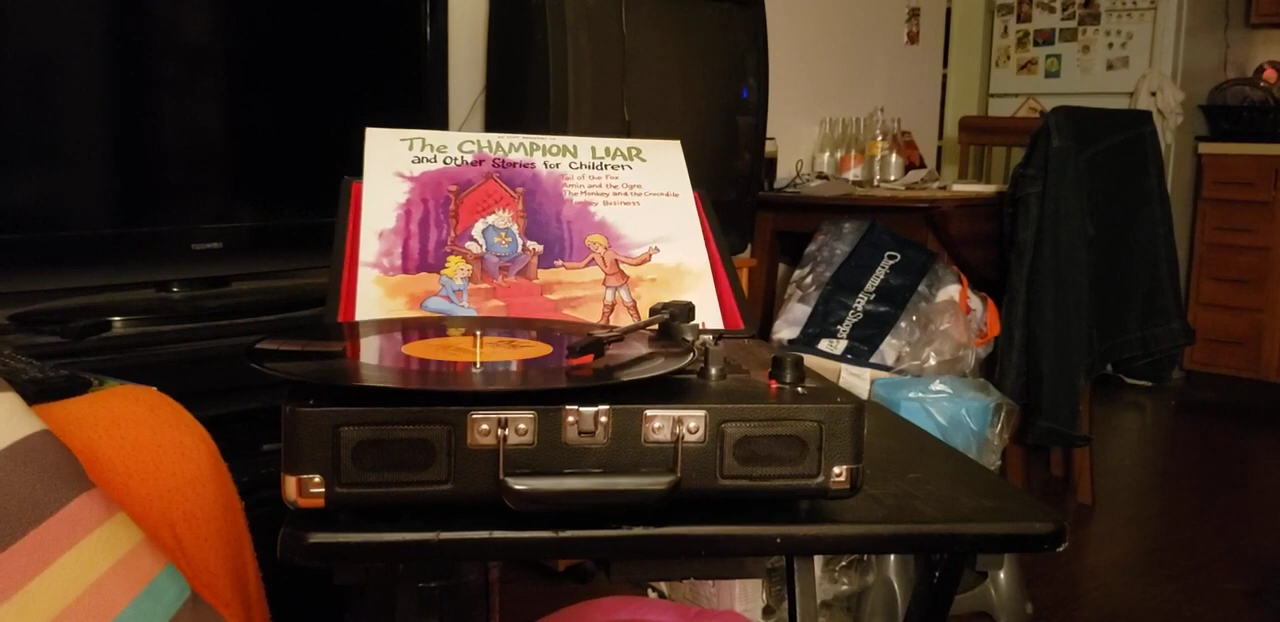 The CHAMPION LIAR
and Other Stories for Children
Tail of the Fox
Amin and the Ogre
The Monkey and the Crocodile
Business
TOSHIBA
Christmas Tree Shops